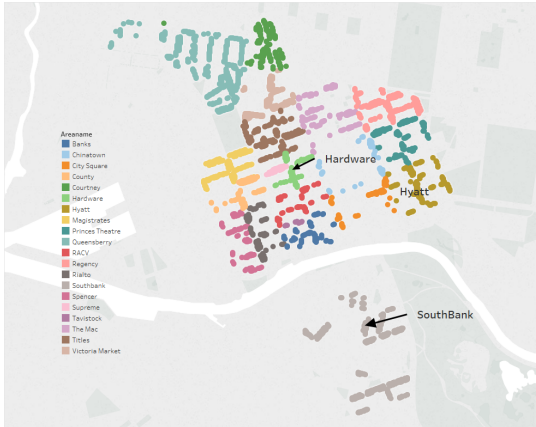 Areaname
Banks
Chinatown
City Square
County
Courtney
Hardware
Hyatt
Magistrates
Princes Theatre
Queensberry
RACV
Regency
Rialto
Southbank
Spencer
Supreme
Tavistock
The Mac
Titles
Victoria Market
Hardware
Hyatt
SouthBank